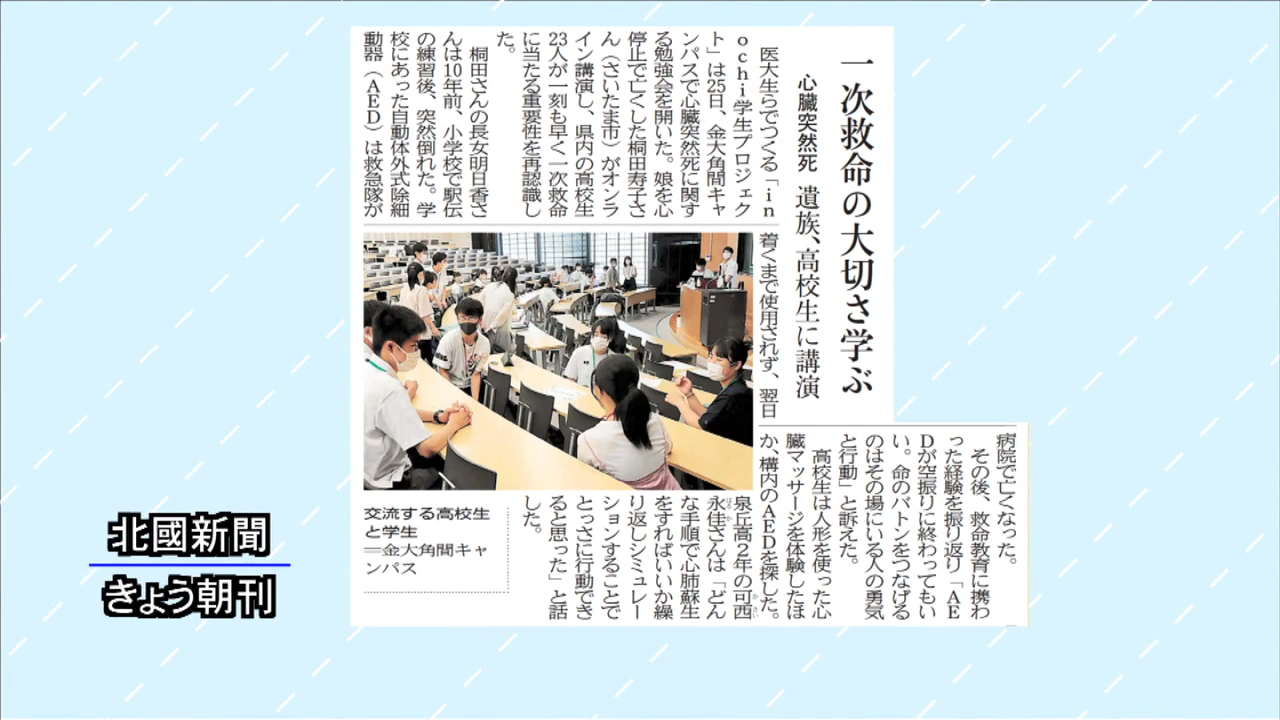 一次救命の大切さ学ぶ
心臓突然死 遺族、高校生に講演
医大生らでつくる「in
ochi学生プロジェク
ト」は25日、金大角間キャ
ンパスで心臓突然死に関す
る勉強会を開いた。娘を心
停止で亡くした桐田寿子さ
ん(さいたま市)がオンラ
イン講演し、県内の高校生
23人が一刻も早く一次救命
に当たる重要性を再認識し
た。
桐田さんの長女明日香さ
んは10年前、小学校で駅伝
の練習後、突然倒れた。学
校にあった自動体外式除細
動器(AED)は救急隊が
着くまで使用されず、翌日
病院で亡くなった。
その後、救命教育に携わ
った経験を振り返り「AE
Dが空振りに終わってもい
い。命のバトンをつなげる
のはその場にいる人の勇気
と行動」と訴えた。
高校生は人形を使った心
臓マッサージを体験したほ
か、構内のAEDを探した。
泉丘高2年の可西
かさい
永佳さんは「どん
はるか
な手順で心肺蘇生
をすればいいか繰
り返しシミュレー
ションすることで
とっさに行動でき
ると思った」と話
した。
交流する高校生
と学生
=金大角間キャ
ンパス
北國新聞
きょう朝刊